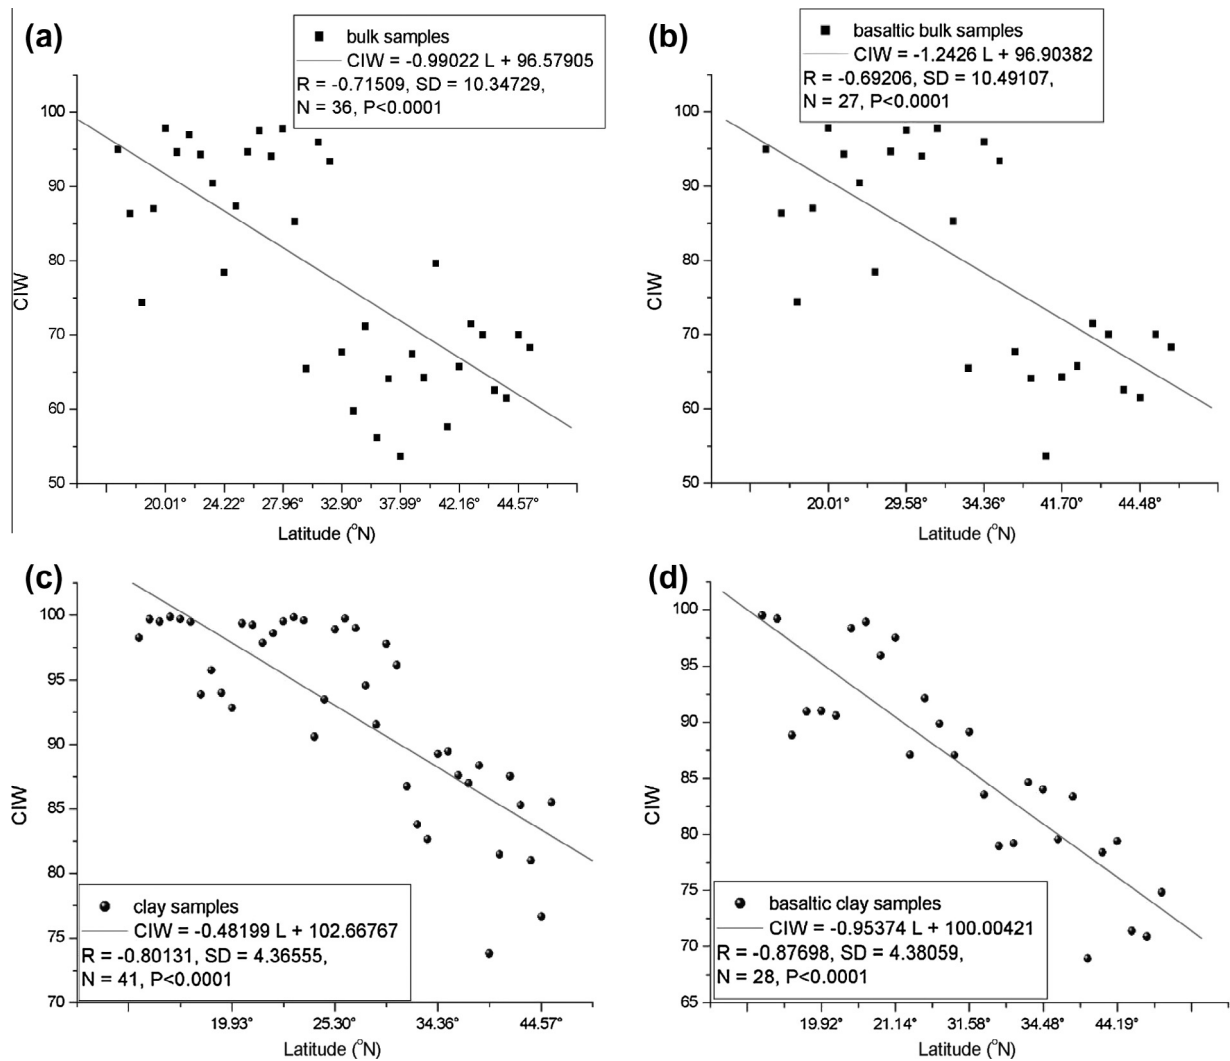 (a)
bulk samples
CIW = -0.99022 L + 96.57905
R = -0.71509, SD = 10.34729,
N = 36, P<0.0001
100
90
80
70
60
50
CIW
20.01° 24.22° 27.96° 32.90° 37.99° 42.16° 44.57°
Latitude (°N)
(b)
basaltic bulk samples
CIW = -1.2426 L + 96.90382
R = -0.69206, SD = 10.49107,
N = 27, P<0.0001
100
90
80
70
60
50
CIW
20.01° 29.58° 34.36° 41.70° 44.48°
Latitude (°N)
(c)
100
95
90
85
80
75
70
CIW
clay samples
CIW = -0.48199 L + 102.66767
R = -0.80131, SD = 4.36555,
N = 41, P<0.0001
19.93° 25.30° 34.36° 44.57°
Latitude (°N)
(d)
100
95
90
85
80
75
70
65
CIW
basaltic clay samples
CIW = -0.95374 L + 100.00421
R = -0.87698, SD = 4.38059,
N = 28, P<0.0001
19.92° 21.14° 31.58° 34.48° 44.19°
Latitude (°N)